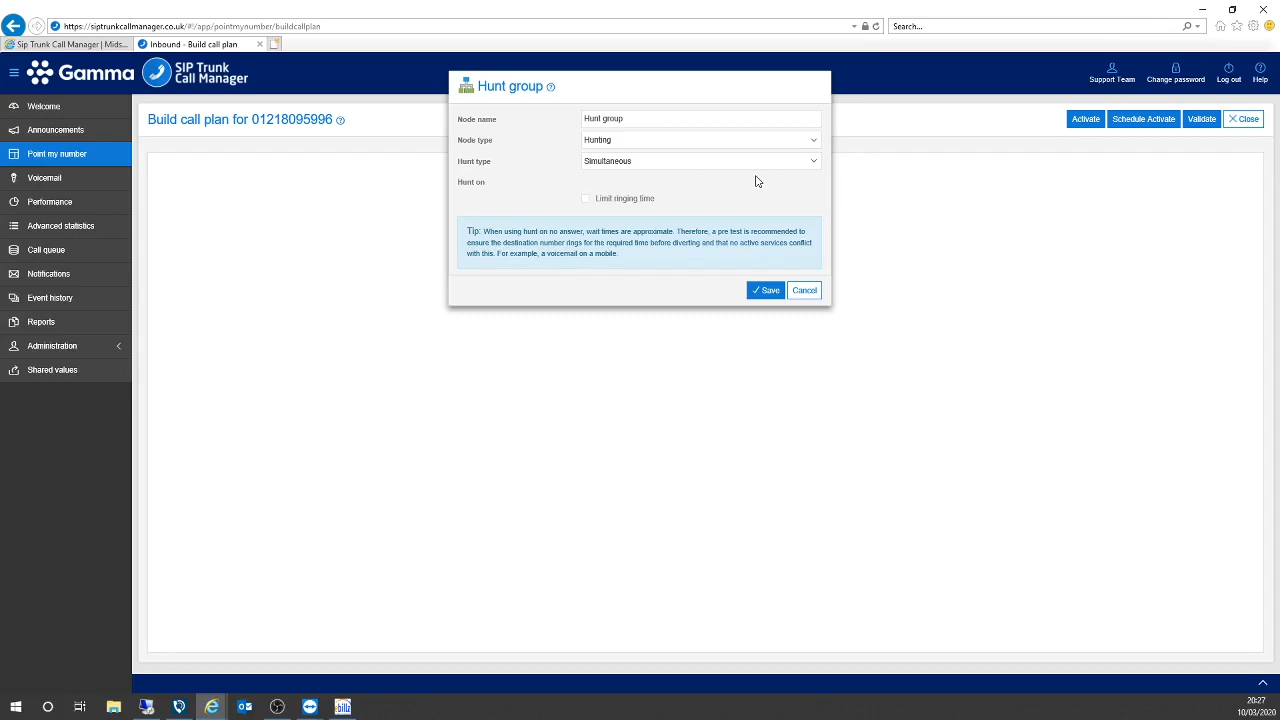 https://siptrunkcallmanager.co.uk/#!/app/pointmynumber/buildcallplan
Search...
Sip Trunk Call Manager | Mids...
Inbound - Build call plan
Gamma
SIP Trunk
Call Manager
Support Team
Change password
Log out
Help
Welcome
Announcements
Point my number
Voicemail
Performance
Advanced statistics
Call queue
Notifications
Event history
Reports
Administration
Shared values
Build call plan for 01218095996
Activate
Schedule Activate
Validate
Close
Hunt group
Node name
Hunt group
Node type
Hunting
Hunt type
Simultaneous
Hunt on
Limit ringing time
Tip: When using hunt on no answer, wait times are approximate. Therefore, a pre test is recommended to
ensure the destination number rings for the required time before diverting and that no active services conflict
with this. For example, a voicemail on a mobile.
Save
Cancel
20:27
10/03/2020